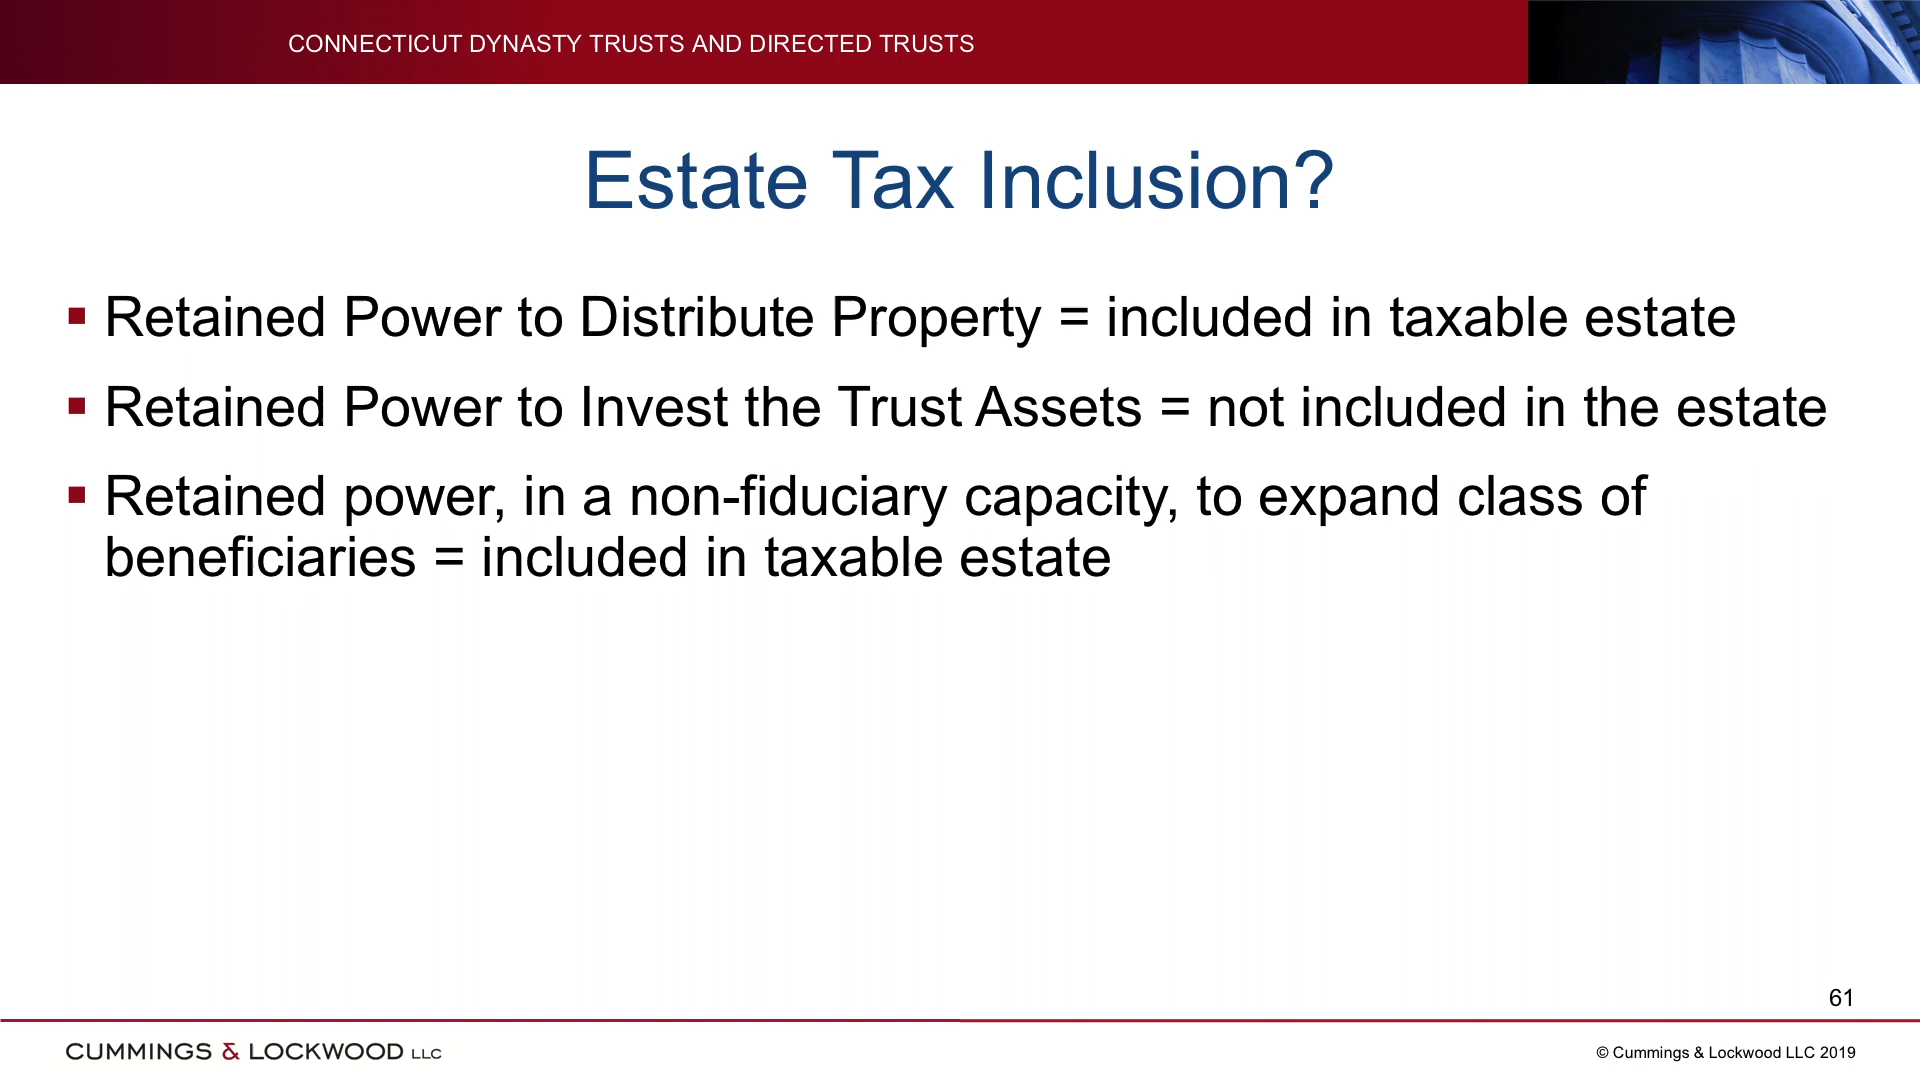 CONNECTICUT DYNASTY TRUSTS AND DIRECTED TRUSTS
Estate Tax Inclusion?
▪ Retained Power to Distribute Property = included in taxable estate
▪ Retained Power to Invest the Trust Assets = not included in the estate
▪ Retained power, in a non-fiduciary capacity, to expand class of
beneficiaries = included in taxable estate
61
CUMMINGS & LOCKWOOD LLC
© Cummings & Lockwood LLC 2019